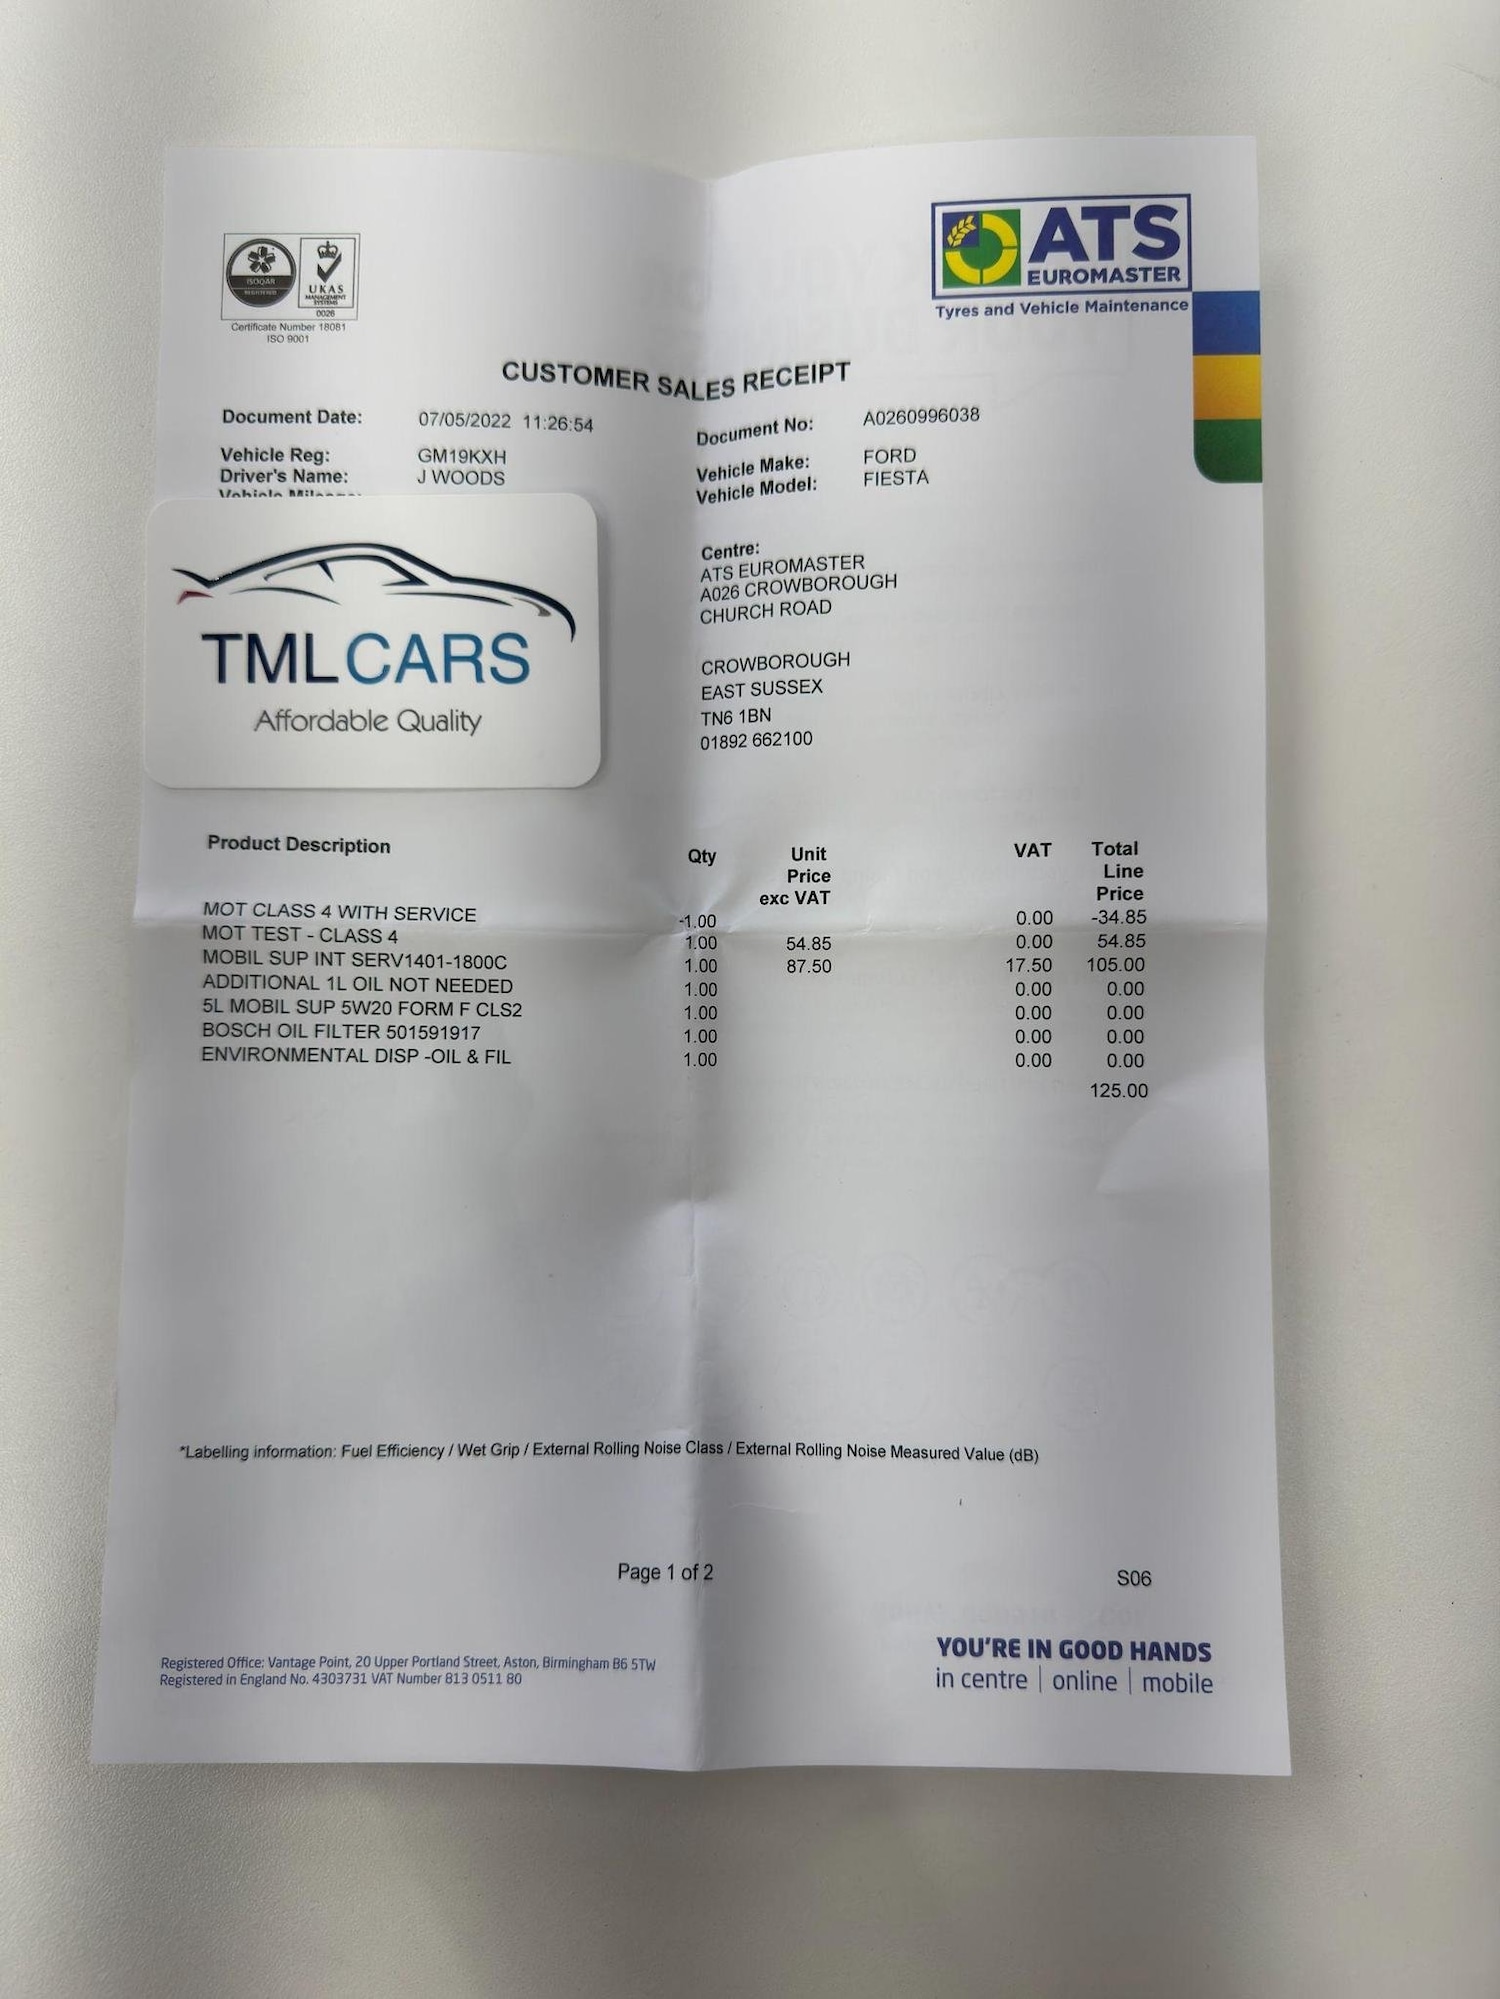 ISOQAR
REGISTERED
UKAS
MANAGEMENT
SYSTEMS
0026
Certificate Number 18081
ISO 9001
ATS
EUROMASTER
Tyres and Vehicle Maintenance
CUSTOMER SALES RECEIPT
Document Date: 07/05/2022 11:26:54 Document No: A0260996038
Vehicle Reg: GM19KXH Vehicle Make: FORD
Driver's Name: J WOODS Vehicle Model: FIESTA
Vehicle Mileage:
TMLCARS
Affordable Quality
Centre:
ATS EUROMASTER
A026 CROWBOROUGH
CHURCH ROAD
CROWBOROUGH
EAST SUSSEX
TN6 1BN
01892 662100
Product Description Qty Unit Price exc VAT VAT Total Line Price
MOT CLASS 4 WITH SERVICE -1.00 0.00 -34.85
MOT TEST - CLASS 4 1.00 54.85 0.00 54.85
MOBIL SUP INT SERV1401-1800C 1.00 87.50 17.50 105.00
ADDITIONAL 1L OIL NOT NEEDED 1.00 0.00 0.00
5L MOBIL SUP 5W20 FORM F CLS2 1.00 0.00 0.00
BOSCH OIL FILTER 501591917 1.00 0.00 0.00
ENVIRONMENTAL DISP -OIL & FIL 1.00 0.00 0.00
125.00
*Labelling information: Fuel Efficiency / Wet Grip / External Rolling Noise Class / External Rolling Noise Measured Value (dB)
Page 1 of 2
S06
YOU'RE IN GOOD HANDS
in centre | online | mobile
Registered Office: Vantage Point, 20 Upper Portland Street, Aston, Birmingham B6 5TW
Registered in England No. 4303731 VAT Number 813 0511 80